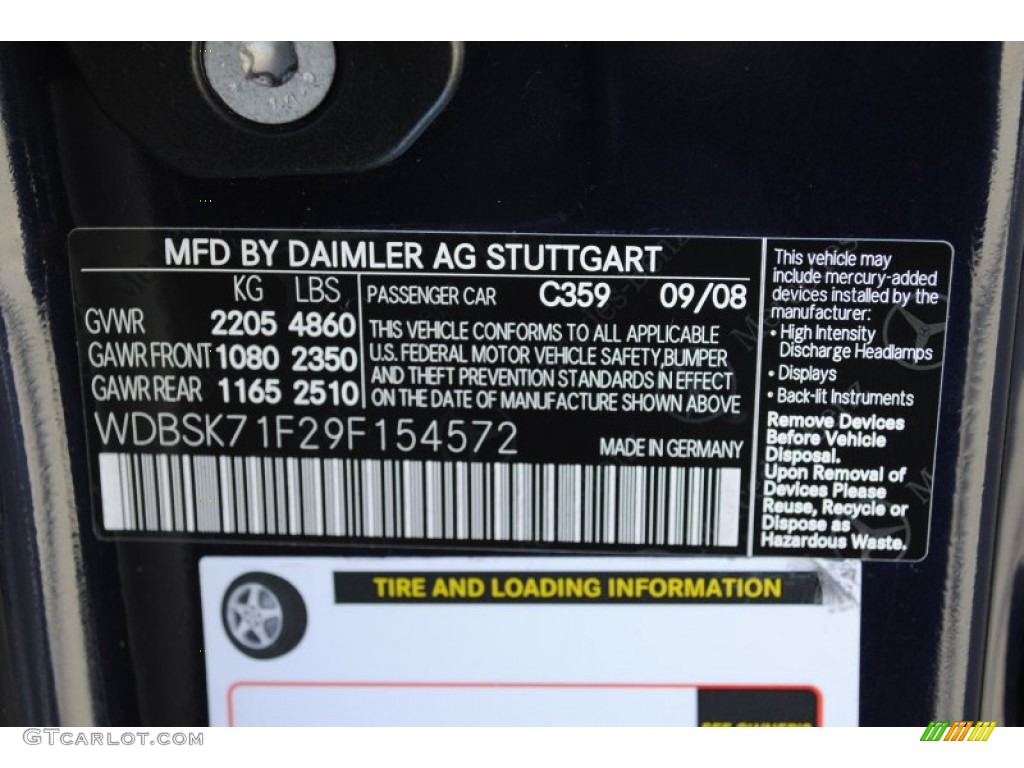 MFD BY DAIMLER AG STUTTGART
KG LBS
GVWR 2205 4860
GAWR FRONT 1080 2350
GAWR REAR 1165 2510
PASSENGER CAR C359 09/08
THIS VEHICLE CONFORMS TO ALL APPLICABLE
U.S. FEDERAL MOTOR VEHICLE SAFETY,BUMPER
AND THEFT PREVENTION STANDARDS IN EFFECT
ON THE DATE OF MANUFACTURE SHOWN ABOVE
WDBSK71F29F154572
MADE IN GERMANY
This vehicle may
include mercury-added
devices installed by the
manufacturer:
• High Intensity
Discharge Headlamps
• Displays
• Back-lit Instruments
Remove Devices
Before Vehicle
Disposal.
Upon Removal of
Devices Please
Reuse, Recycle or
Dispose as
Hazardous Waste.
TIRE AND LOADING INFORMATION
SEE OWNER'S
GTCARLOT.COM